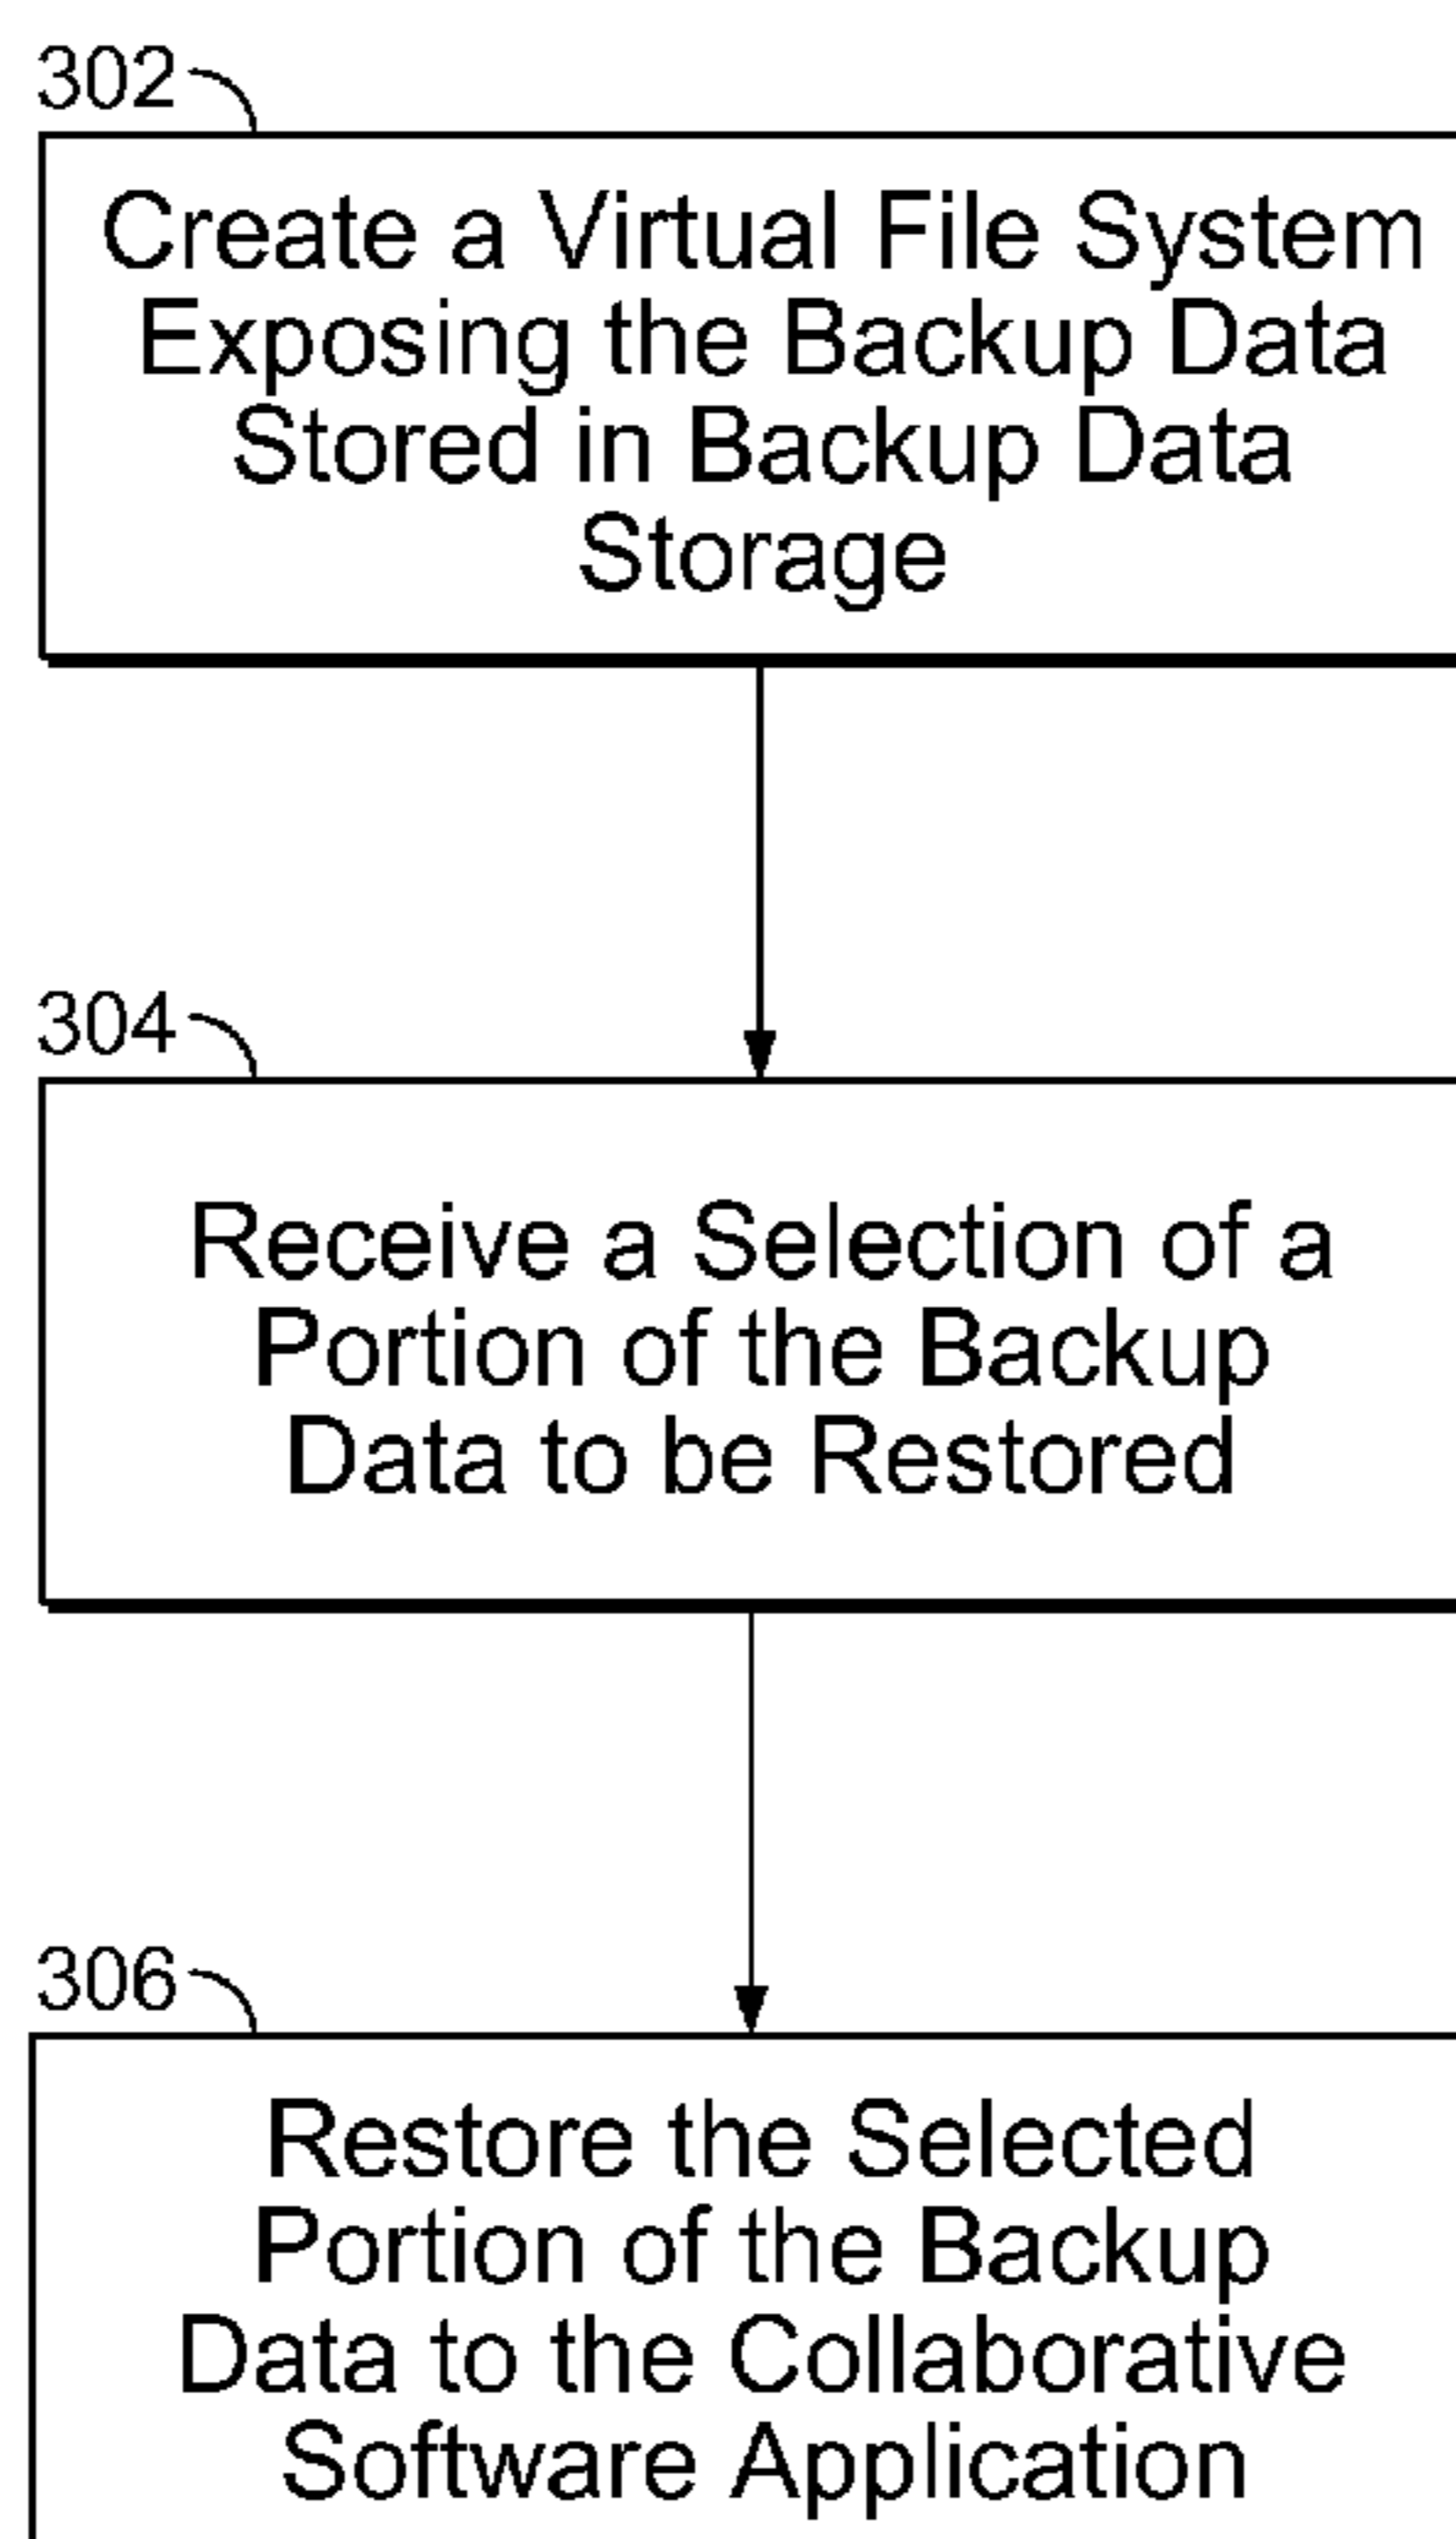 302
Create a Virtual File System
Exposing the Backup Data
Stored in Backup Data
Storage
304
Receive a Selection of a
Portion of the Backup
Data to be Restored
306
Restore the Selected
Portion of the Backup
Data to the Collaborative
Software Application